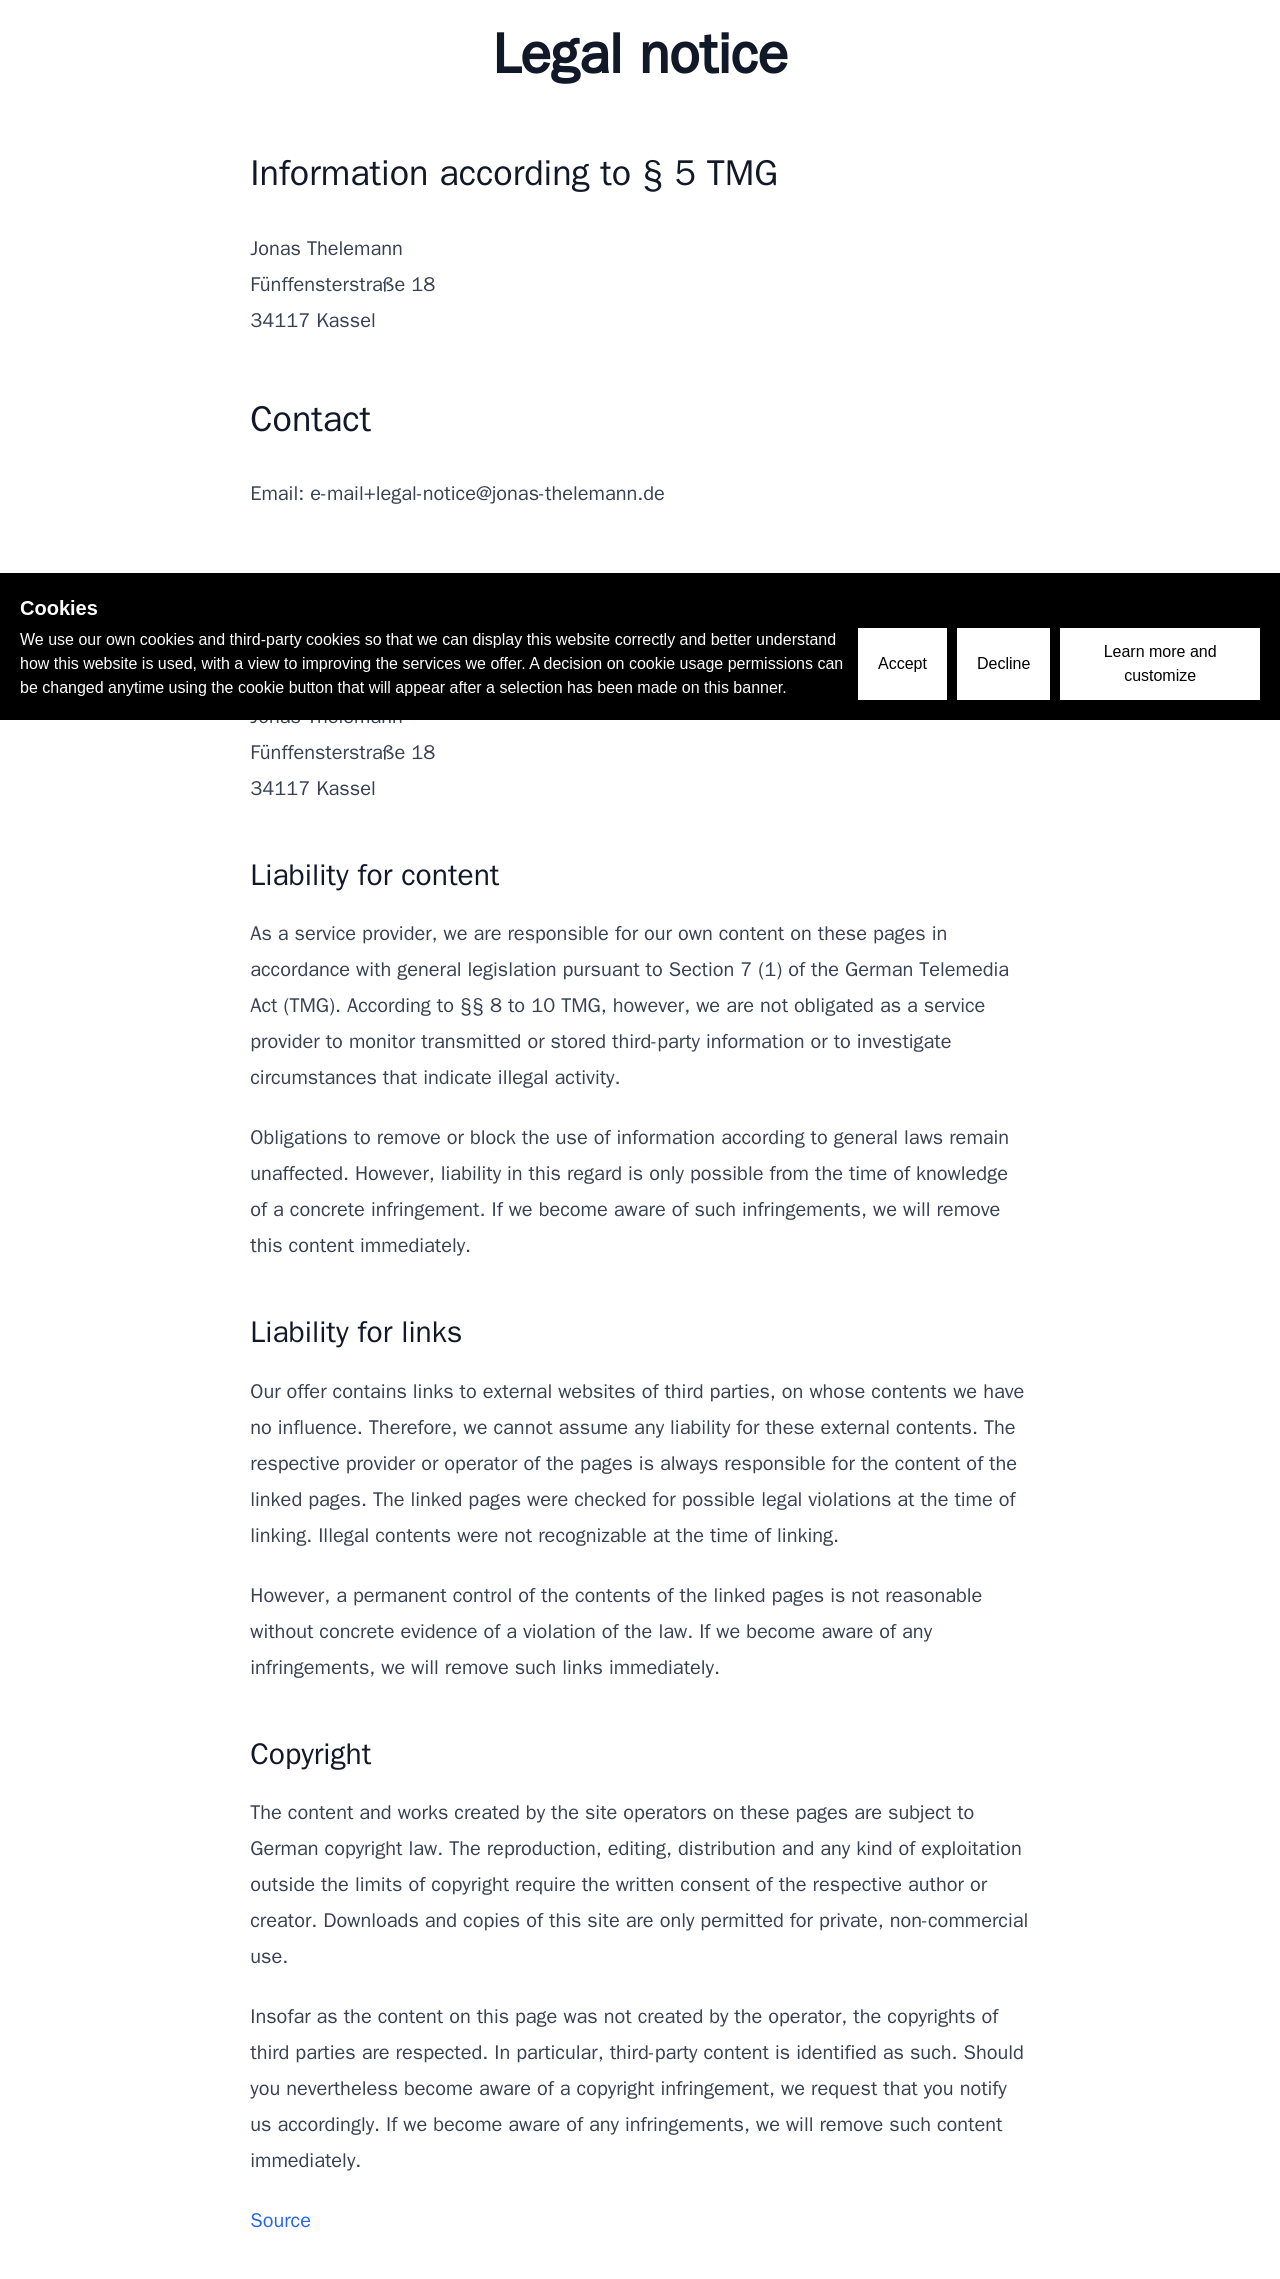 Legal notice
Information according to § 5 TMG
Jonas Thelemann
Fünffensterstraße 18
34117 Kassel
Contact
Email: e-mail+legal-notice@jonas-thelemann.de
Cookies
We use our own cookies and third-party cookies so that we can display this website correctly and better understand
how this website is used, with a view to improving the services we offer. A decision on cookie usage permissions can
be changed anytime using the cookie button that will appear after a selection has been made on this banner.
Accept
Decline
Learn more and
customize
Jonas Thelemann
Fünffensterstraße 18
34117 Kassel
Liability for content
As a service provider, we are responsible for our own content on these pages in
accordance with general legislation pursuant to Section 7 (1) of the German Telemedia
Act (TMG). According to §§ 8 to 10 TMG, however, we are not obligated as a service
provider to monitor transmitted or stored third-party information or to investigate
circumstances that indicate illegal activity.
Obligations to remove or block the use of information according to general laws remain
unaffected. However, liability in this regard is only possible from the time of knowledge
of a concrete infringement. If we become aware of such infringements, we will remove
this content immediately.
Liability for links
Our offer contains links to external websites of third parties, on whose contents we have
no influence. Therefore, we cannot assume any liability for these external contents. The
respective provider or operator of the pages is always responsible for the content of the
linked pages. The linked pages were checked for possible legal violations at the time of
linking. Illegal contents were not recognizable at the time of linking.
However, a permanent control of the contents of the linked pages is not reasonable
without concrete evidence of a violation of the law. If we become aware of any
infringements, we will remove such links immediately.
Copyright
The content and works created by the site operators on these pages are subject to
German copyright law. The reproduction, editing, distribution and any kind of exploitation
outside the limits of copyright require the written consent of the respective author or
creator. Downloads and copies of this site are only permitted for private, non-commercial
use.
Insofar as the content on this page was not created by the operator, the copyrights of
third parties are respected. In particular, third-party content is identified as such. Should
you nevertheless become aware of a copyright infringement, we request that you notify
us accordingly. If we become aware of any infringements, we will remove such content
immediately.
Source